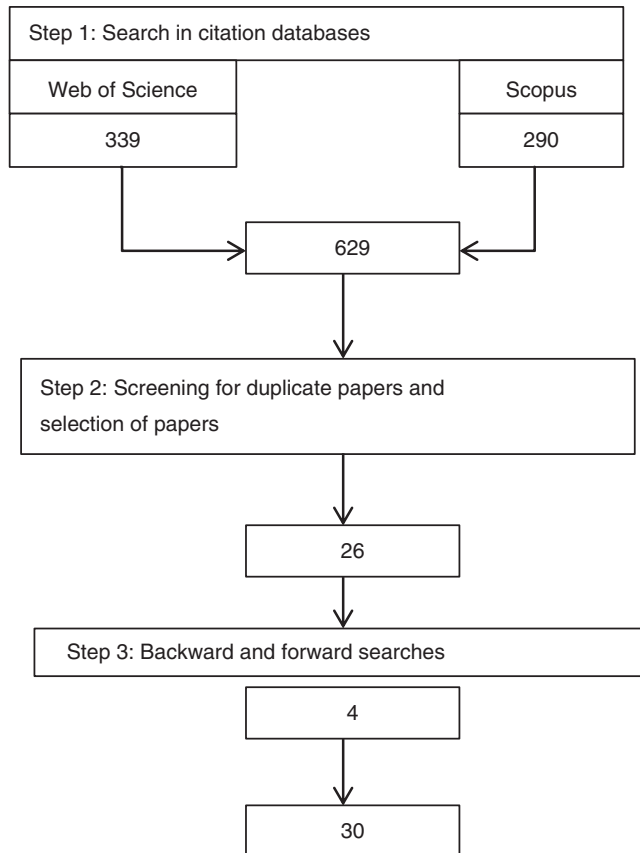 Step 1: Search in citation databases
Web of Science
Scopus
339
290
629
Step 2: Screening for duplicate papers and
selection of papers
26
Step 3: Backward and forward searches
4
30